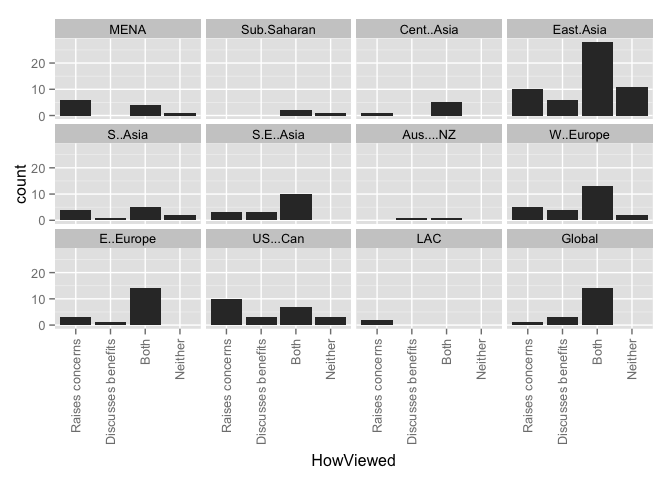 MENA Sub.Saharan Cent..Asia East.Asia
20
10
0
S..Asia S.E..Asia Aus....NZ W..Europe
20
10
0
E..Europe US...Can LAC Global
20
10
0
count
Raises concerns Discusses benefits Both Neither Raises concerns Discusses benefits Both Neither Raises concerns Discusses benefits Both Neither Raises concerns Discusses benefits Both Neither
HowViewed